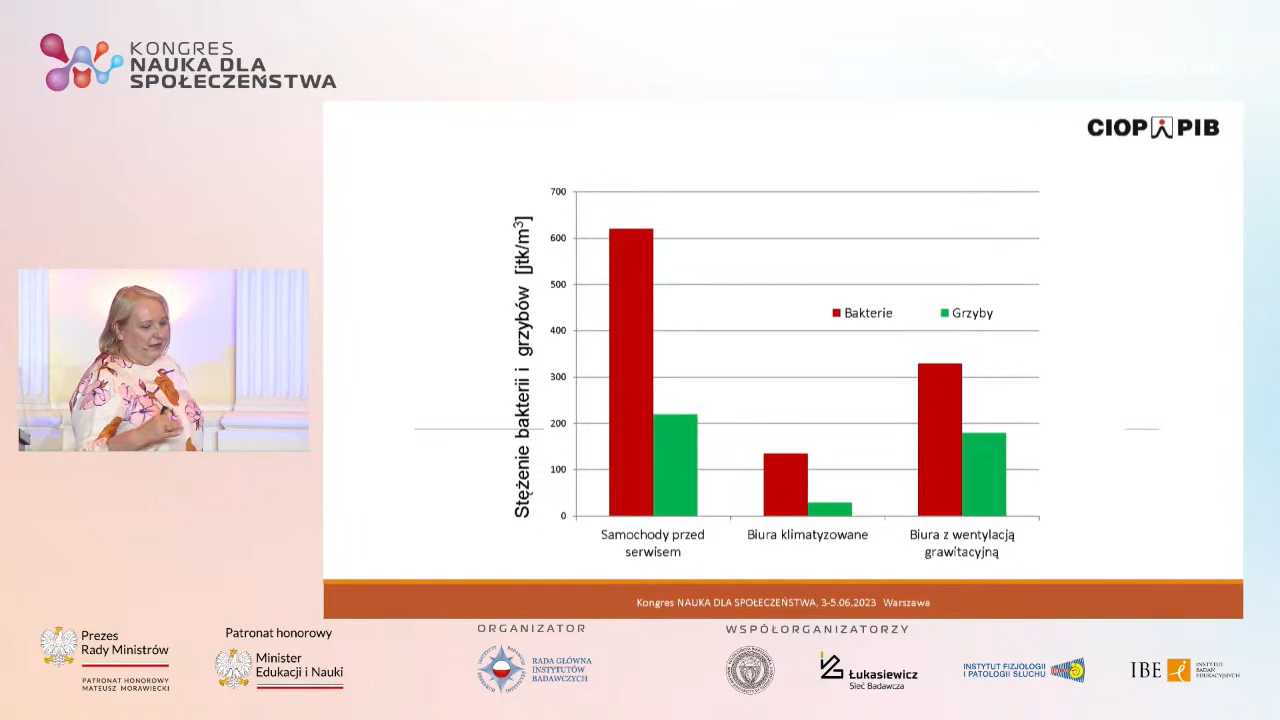 KONGRES
NAUKA DLA
SPOŁECZEŃSTWA
CIOP PIB
Stężenie bakterii i grzybów [jtk/m³]
700
600
500
400
300
200
100
0
Bakterie
Grzyby
Samochody przed
serwisem
Biura klimatyzowane
Biura z wentylacją
grawitacyjną
Kongres NAUKA DLA SPOŁECZEŃSTWA, 3-5.06.2023 Warszawa
Prezes
Rady Ministrów
PATRONAT HONOROWY
MATEUSZ MORAWIECKI
Patronat honorowy
Minister
Edukacji i Nauki
ORGANIZATOR
RADA GŁÓWNA
INSTYTUTÓW
BADAWCZYCH
WSPÓŁORGANIZATORZY
Łukasiewicz
Sieć Badawcza
INSTYTUT FIZJOLOGII
I PATOLOGII SŁUCHU
IBE
INSTYTUT
BADAŃ
EDUKACYJNYCH